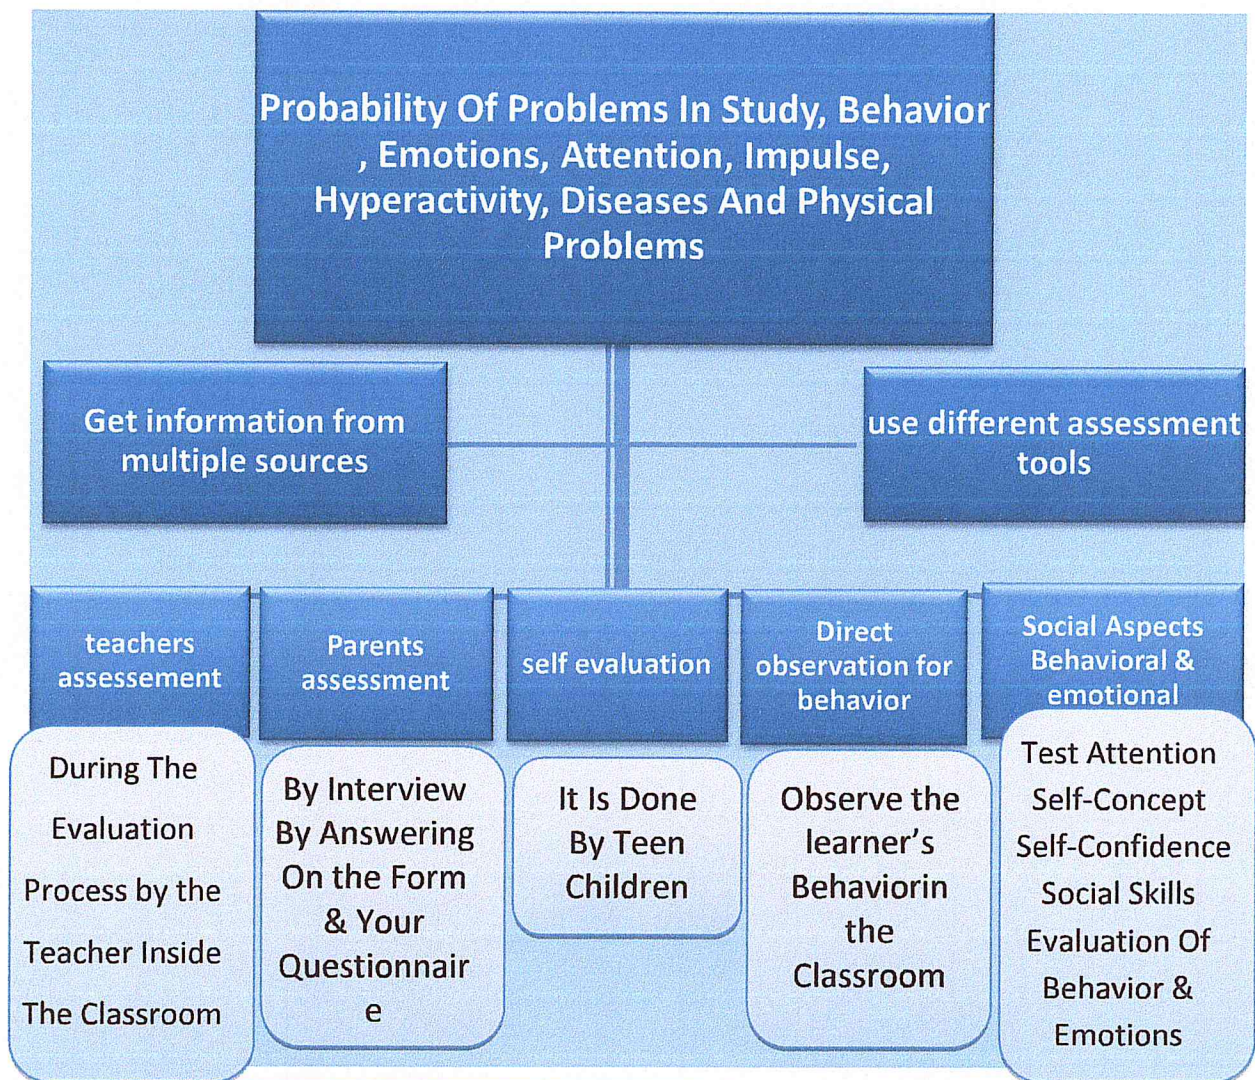 Probability Of Problems In Study, Behavior
, Emotions, Attention, Impulse,
Hyperactivity, Diseases And Physical
Problems
Get information from
multiple sources
use different assessment
tools
teachers
assessement
Parents
assessment
self evaluation
Direct
observation for
behavior
Social Aspects
Behavioral &
emotional
During The
Evaluation
Process by the
Teacher Inside
The Classroom
By Interview
By Answering
On the Form
& Your
Questionnair
e
It Is Done
By Teen
Children
Observe the
learner's
Behaviorin
the
Classroom
Test Attention
Self-Concept
Self-Confidence
Social Skills
Evaluation Of
Behavior &
Emotions